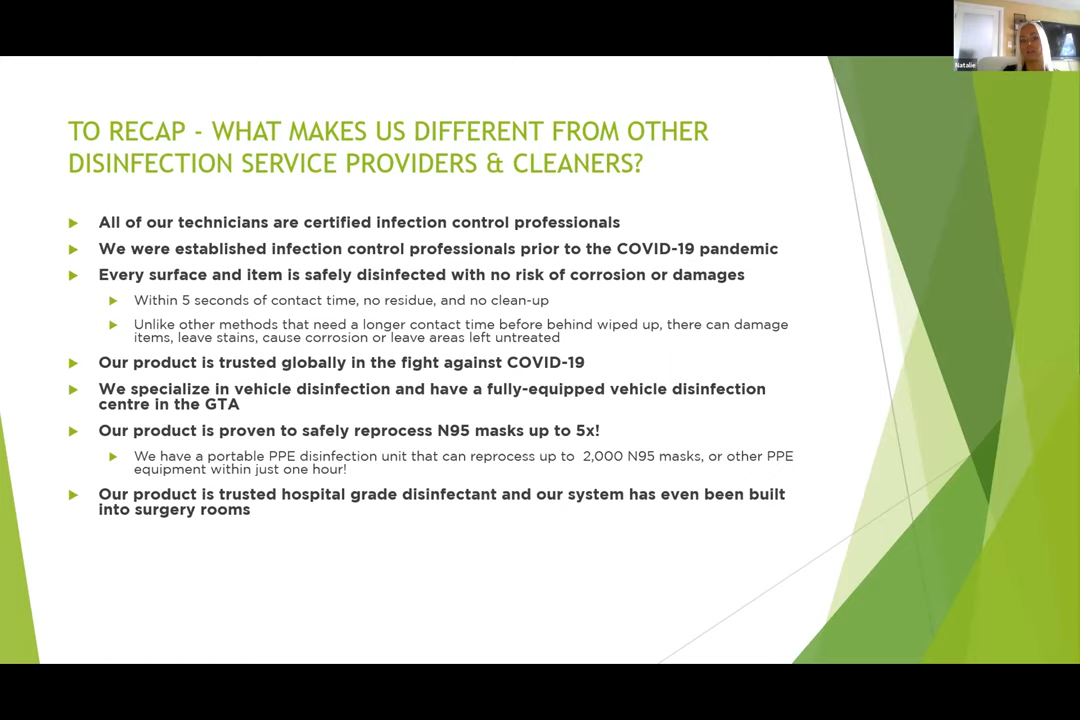 Natalie
TO RECAP - WHAT MAKES US DIFFERENT FROM OTHER
DISINFECTION SERVICE PROVIDERS & CLEANERS?
All of our technicians are certified infection control professionals
We were established infection control professionals prior to the COVID-19 pandemic
Every surface and item is safely disinfected with no risk of corrosion or damages
Within 5 seconds of contact time, no residue, and no clean-up
Unlike other methods that need a longer contact time before behind wiped up, there can damage
items, leave stains, cause corrosion or leave areas left untreated
Our product is trusted globally in the fight against COVID-19
We specialize in vehicle disinfection and have a fully-equipped vehicle disinfection
centre in the GTA
Our product is proven to safely reprocess N95 masks up to 5x!
We have a portable PPE disinfection unit that can reprocess up to 2,000 N95 masks, or other PPE
equipment within just one hour!
Our product is trusted hospital grade disinfectant and our system has even been built
into surgery rooms